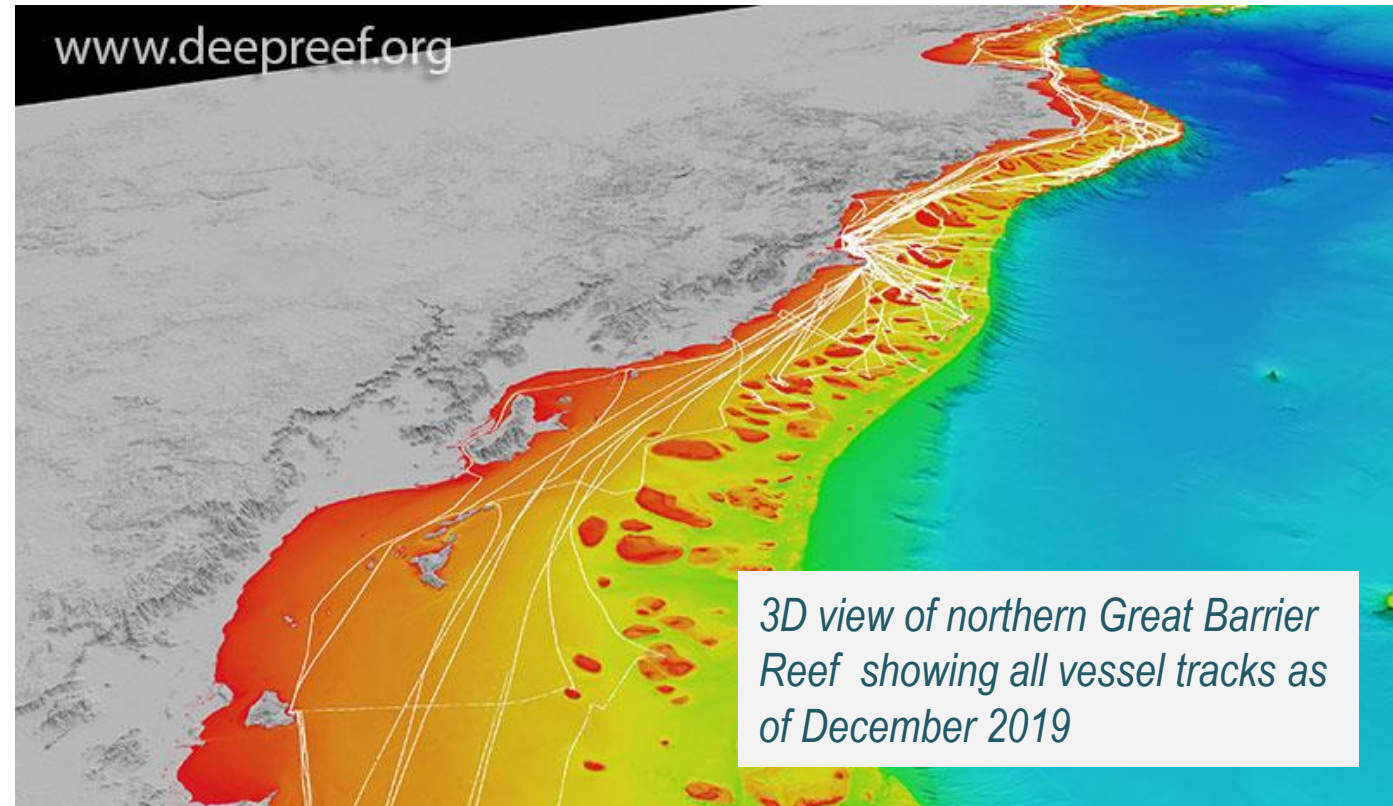 www.deepreef.org
3D view of northern Great Barrier
Reef  showing all vessel tracks as
of December 2019